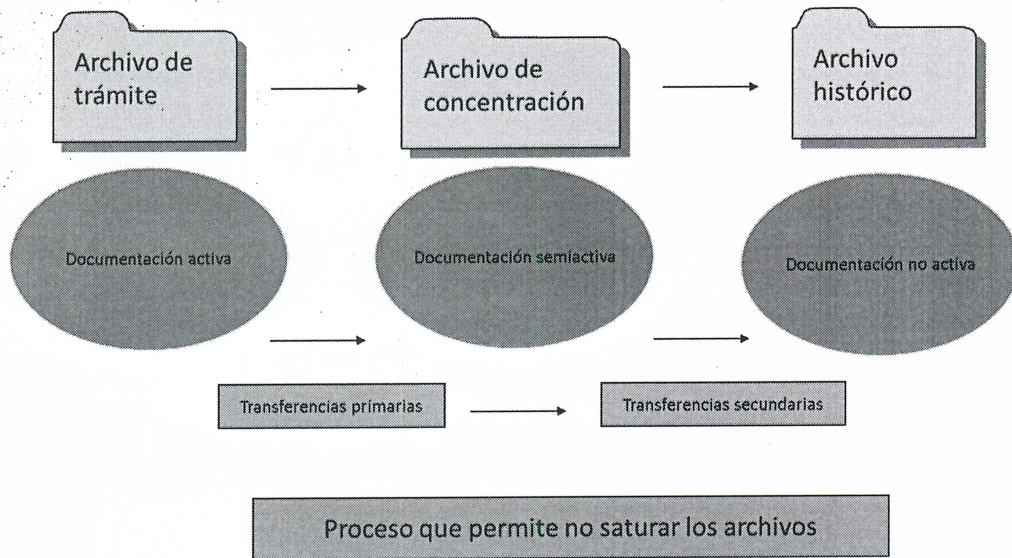 Archivo de
trámite
Archivo de
concentración
Archivo
histórico
Documentación activa
Documentación semiactiva
Documentación no activa
Transferencias primarias
Transferencias secundarias
Proceso que permite no saturar los archivos